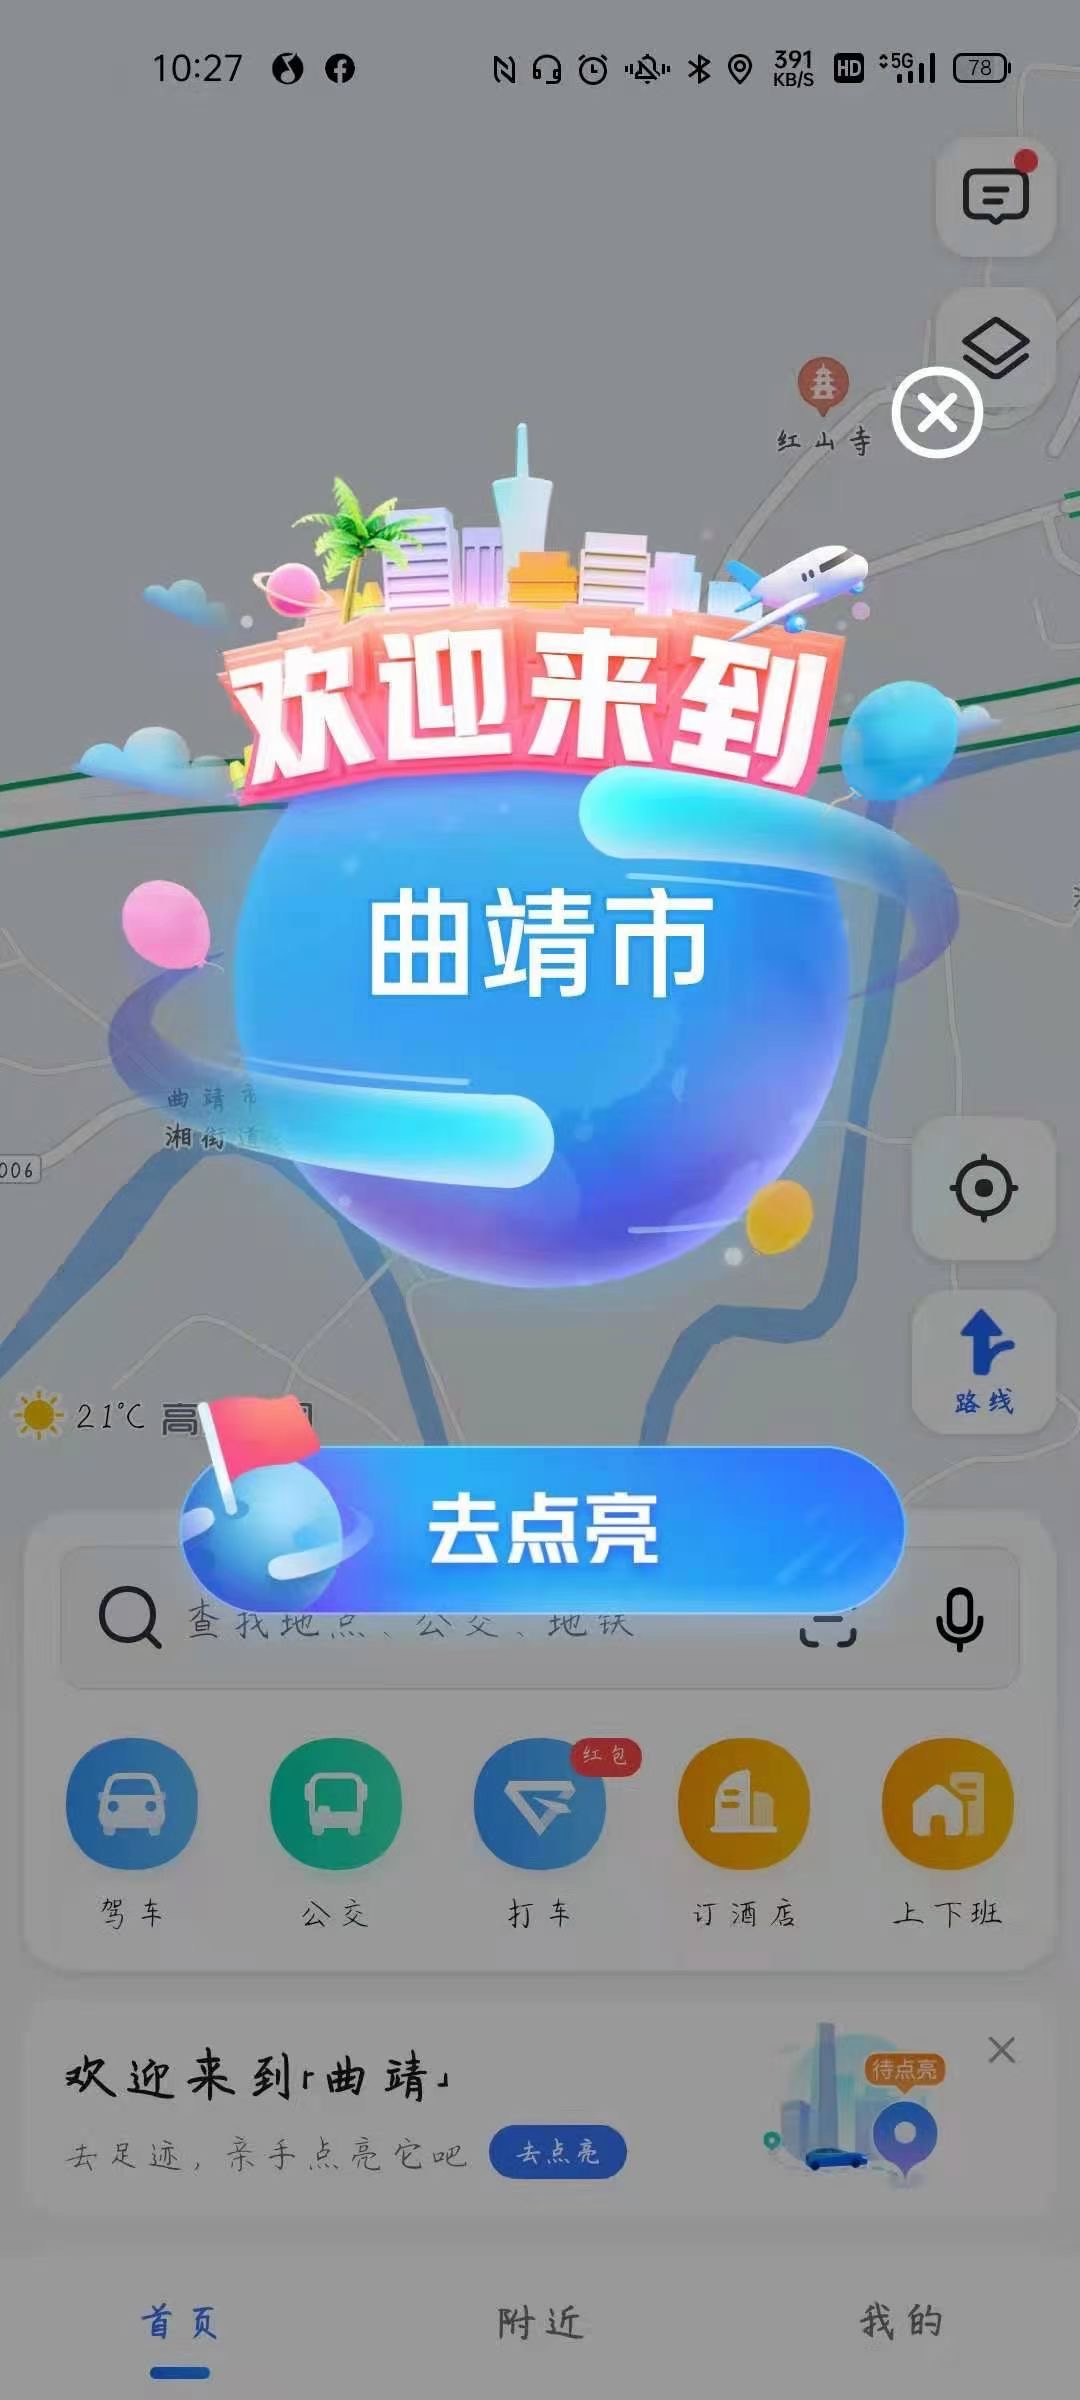 10:27
391
KB/S
HD
5G
78
红山寺
欢迎来到
曲靖市
曲靖市
湘街道
006
路线
21℃ 高
去点亮
查找地点、公交、地铁
红包
驾车
公交
打车
订酒店
上下班
欢迎来到「曲靖」
待点亮
去足迹，亲手点亮它吧
去点亮
首页
附近
我的